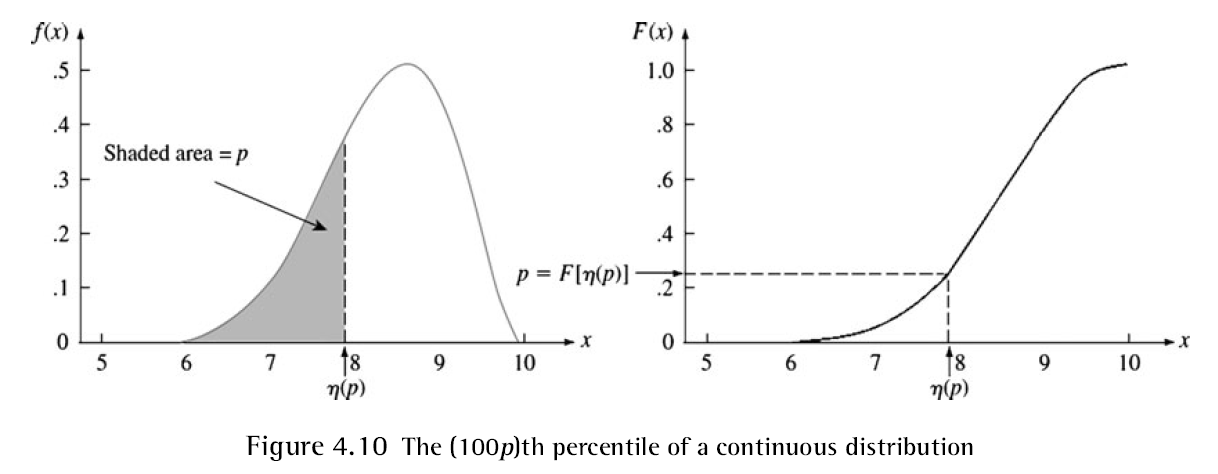 f(x)
.5
.4
.3
.2
.1
0
Shaded area = p
5 6 7 8 9 10 x
η(p)
F(x)
1.0
.8
.6
.4
.2
0
p = F[η(p)]
5 6 7 8 9 10 x
η(p)
Figure 4.10 The (100p)th percentile of a continuous distribution